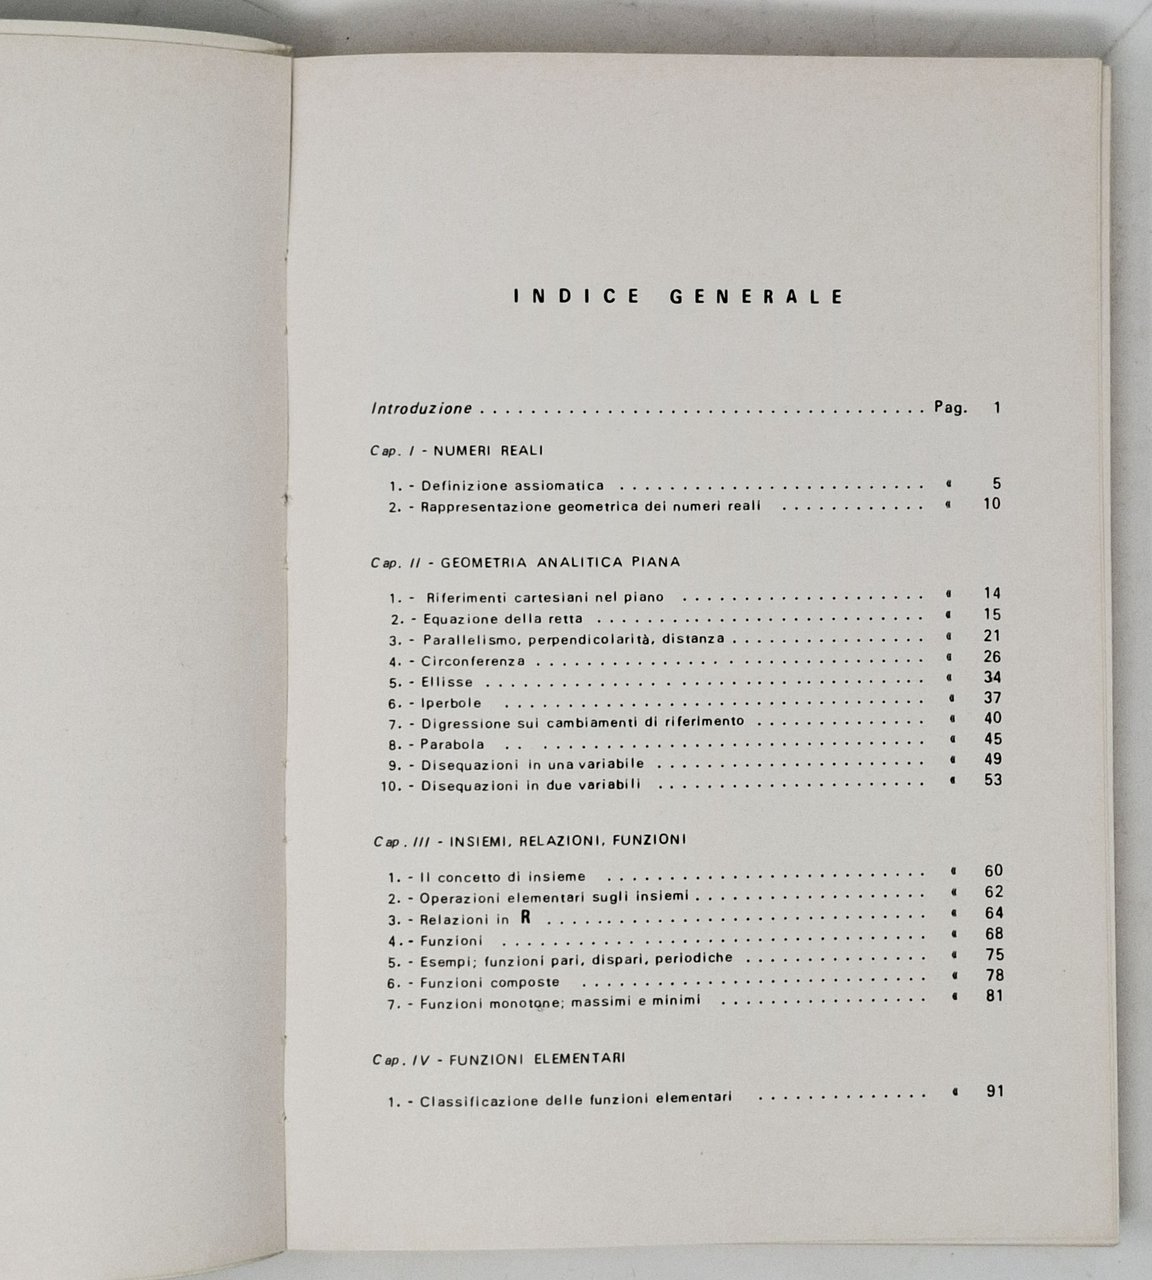 INDICE GENERALE
Introduzione . . . . . . . . . . . . . . . . . . . . . . . . . . . . . . . . . . . . Pag. 1
Cap. I - NUMERI REALI
1. - Definizione assiomatica . . . . . . . . . . . . . . . . . . . . . . . . . « 5
2. - Rappresentazione geometrica dei numeri reali . . . . . . . . . . . . « 10
Cap. II - GEOMETRIA ANALITICA PIANA
1. - Riferimenti cartesiani nel piano . . . . . . . . . . . . . . . . . . . . « 14
2. - Equazione della retta . . . . . . . . . . . . . . . . . . . . . . . . . . « 15
3. - Parallelismo, perpendicolarità, distanza . . . . . . . . . . . . . . . . « 21
4. - Circonferenza . . . . . . . . . . . . . . . . . . . . . . . . . . . . . . . « 26
5. - Ellisse . . . . . . . . . . . . . . . . . . . . . . . . . . . . . . . . . . . « 34
6. - Iperbole . . . . . . . . . . . . . . . . . . . . . . . . . . . . . . . . . . « 37
7. - Digressione sui cambiamenti di riferimento . . . . . . . . . . . . . . « 40
8. - Parabola . . . . . . . . . . . . . . . . . . . . . . . . . . . . . . . . . « 45
9. - Disequazioni in una variabile . . . . . . . . . . . . . . . . . . . . . . « 49
10. - Disequazioni in due variabili . . . . . . . . . . . . . . . . . . . . . . « 53
Cap. III - INSIEMI, RELAZIONI, FUNZIONI
1. - Il concetto di insieme . . . . . . . . . . . . . . . . . . . . . . . . . . « 60
2. - Operazioni elementari sugli insiemi . . . . . . . . . . . . . . . . . . . « 62
3. - Relazioni in R . . . . . . . . . . . . . . . . . . . . . . . . . . . . . . « 64
4. - Funzioni . . . . . . . . . . . . . . . . . . . . . . . . . . . . . . . . . . « 68
5. - Esempi; funzioni pari, dispari, periodiche . . . . . . . . . . . . . . . « 75
6. - Funzioni composte . . . . . . . . . . . . . . . . . . . . . . . . . . . . « 78
7. - Funzioni monotone; massimi e minimi . . . . . . . . . . . . . . . . . « 81
Cap. IV - FUNZIONI ELEMENTARI
1. - Classificazione delle funzioni elementari . . . . . . . . . . . . . . « 91